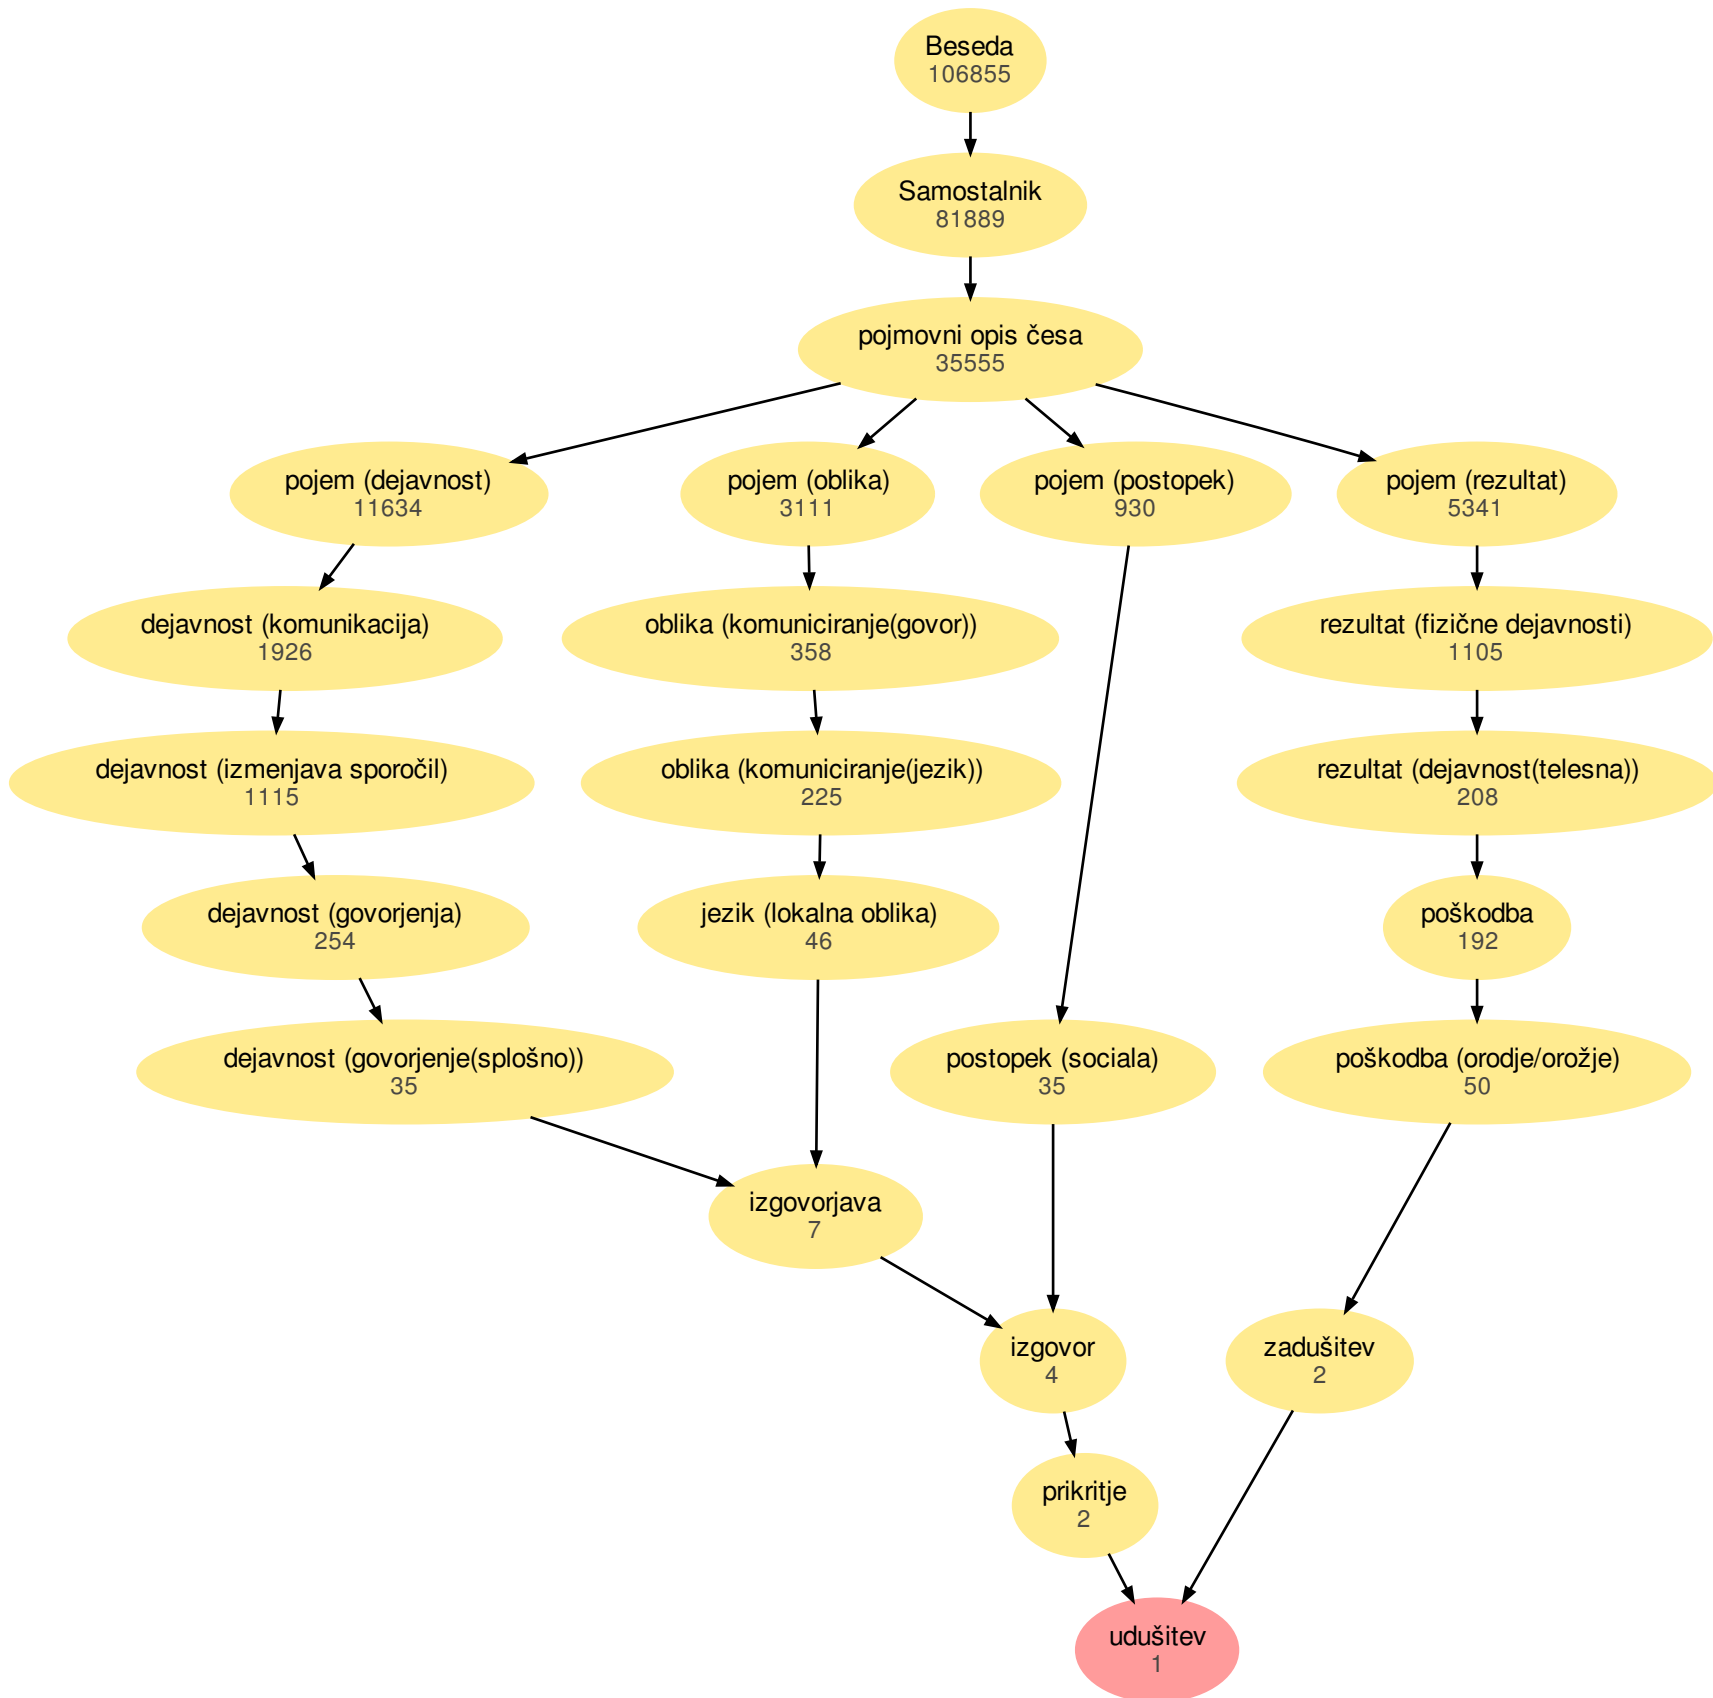 Beseda
106855
Samostalnik
81889
pojmovni opis česa
35555
pojem (dejavnost)
11634
pojem (oblika)
3111
pojem (postopek)
930
pojem (rezultat)
5341
dejavnost (komunikacija)
1926
oblika (komuniciranje(govor))
358
rezultat (fizične dejavnosti)
1105
dejavnost (izmenjava sporočil)
1115
oblika (komuniciranje(jezik))
225
rezultat (dejavnost(telesna))
208
dejavnost (govorjenja)
254
jezik (lokalna oblika)
46
poškodba
192
dejavnost (govorjenje(splošno))
35
postopek (sociala)
35
poškodba (orodje/orožje)
50
izgovorjava
7
izgovor
4
zadušitev
2
prikritje
2
udušitev
1